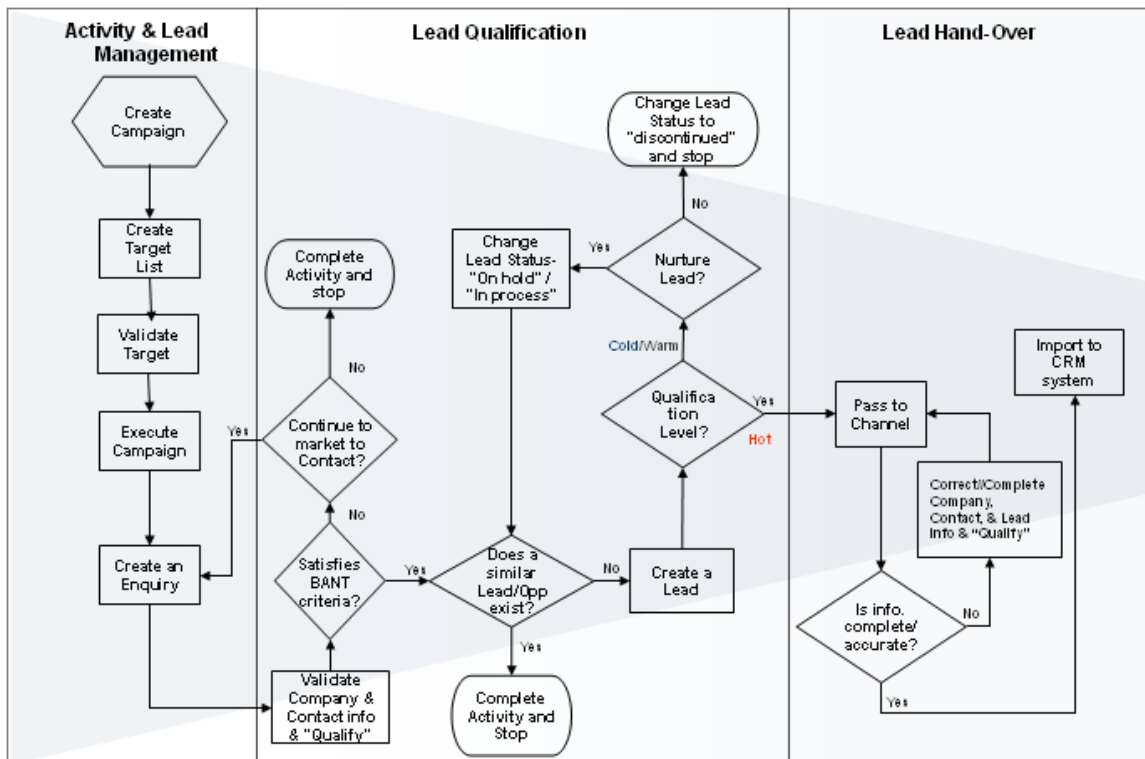 Activity & Lead
Management
Lead Qualification
Lead Hand-Over
Create
Campaign
Create
Target
List
Validate
Target
Execute
Campaign
Create an
Enquiry
Complete
Activity and
stop
No
Yes
Continue to
market to
Contact?
No
Satisfies
BANT
criteria?
Yes
Validate
Company &
Contact info
& "Qualify"
Change Lead
Status to
"discontinued"
and stop
No
Change
Lead Status-
"On hold" /
"In process"
Yes
Nurture
Lead?
Cold/Warm
Qualifica
tion
Level?
Yes
Hot
Does a
similar
Lead/Opp
exist?
No
Create a
Lead
Yes
Complete
Activity and
Stop
Import to
CRM
system
Pass to
Channel
Correct//Complete
Company,
Contact, & Lead
Info & "Qualify"
Is info.
complete/
accurate?
No
Yes